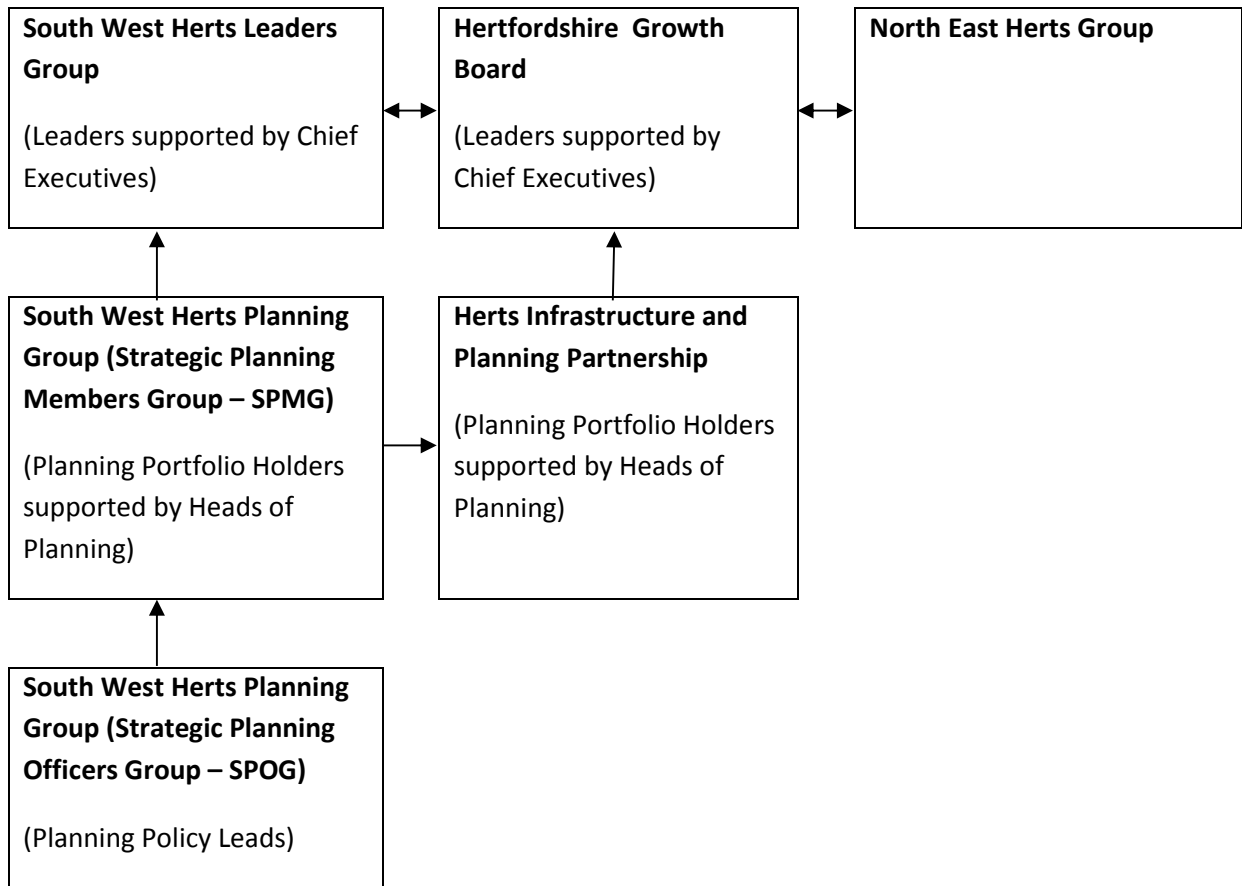 South West Herts Leaders
Group
(Leaders supported by Chief
Executives)
Hertfordshire Growth
Board
(Leaders supported by
Chief Executives)
North East Herts Group
South West Herts Planning
Group (Strategic Planning
Members Group – SPMG)
(Planning Portfolio Holders
supported by Heads of
Planning)
Herts Infrastructure and
Planning Partnership
(Planning Portfolio Holders
supported by Heads of
Planning)
South West Herts Planning
Group (Strategic Planning
Officers Group – SPOG)
(Planning Policy Leads)